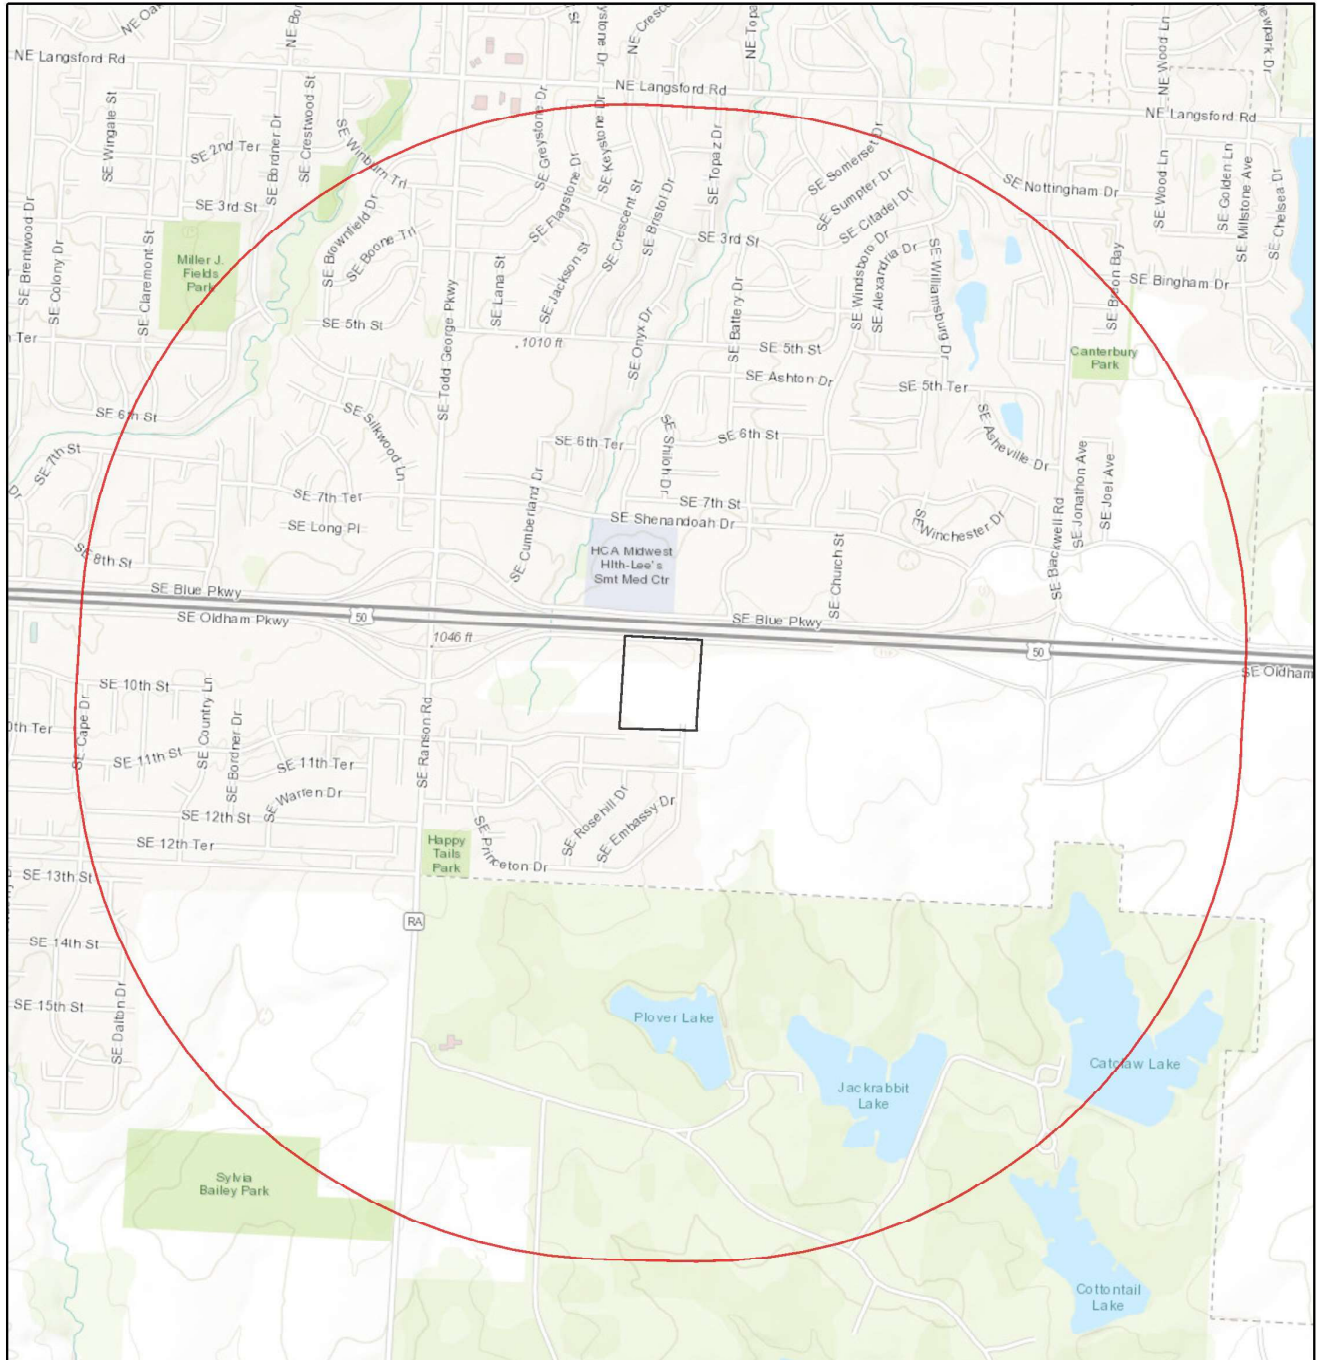 NE Langsford Rd
NE Langsford Rd
NE Langsford Rd
NE Wood Ln
SE Wingale St
SE 2nd Ter
SE Bordner Dr
SE Crestwood St
SE Winburn Trl
SE Greystone Dr
SE Keystone Dr
SE Topaz Dr
SE Somerset Dr
SE Sumpter Dr
SE Citadel Dr
SE Nottingham Dr
SE Wood Ln
SE Golden Ln
SE Millstone Ave
SE Chelsea Dr
SE Brentwood Dr
SE Colony Dr
SE Claremont St
SE 3rd St
SE Brownfield Dr
SE Boone Trl
SE Flagstone Dr
SE Crescent St
SE Bristol Dr
SE 3rd St
SE Windsboro Dr
SE Alexandria Dr
SE Williamsburg Dr
SE Breon Bay
SE Bingham Dr
Miller J.
Fields
Park
SE Todd George Pkwy
SE Lana St
SE Jackson St
SE Onyx Dr
SE Battery Dr
SE 5th St
1010 ft
SE 5th St
Canterbury
Park
SE Ashton Dr
SE 5th Ter
SE 6th St
SE Silkwood Ln
SE 6th Ter
SE Shiloh Dr
SE 6th St
SE Asheville Dr
SE 7th St
SE 7th Ter
SE Long Pl
SE Cumberland Dr
SE 7th St
SE Shenandoah Dr
SE Winchester Dr
SE Blackwell Rd
SE Jonathon Ave
SE Joel Ave
SE 8th St
HCA Midwest
Hlth-Lee's
Smt Med Ctr
SE Church St
SE Blue Pkwy
SE Oldham Pkwy
50
SE Blue Pkwy
1046 ft
50
SE Oldham
SE 10th St
SE Country Ln
SE Bordner Dr
SE Ranson Rd
0th Ter
SE Cape Dr
SE 11th St
SE 11th Ter
SE Warren Dr
SE 12th St
SE 12th Ter
SE Rosehill Dr
SE Embassy Dr
SE Princeton Dr
Happy
Tails
Park
SE 13th St
RA
SE 14th St
SE 15th St
SE Dalton Dr
Plover Lake
Jackrabbit
Lake
Catclaw Lake
Sylvia
Bailey Park
Cottontail
Lake